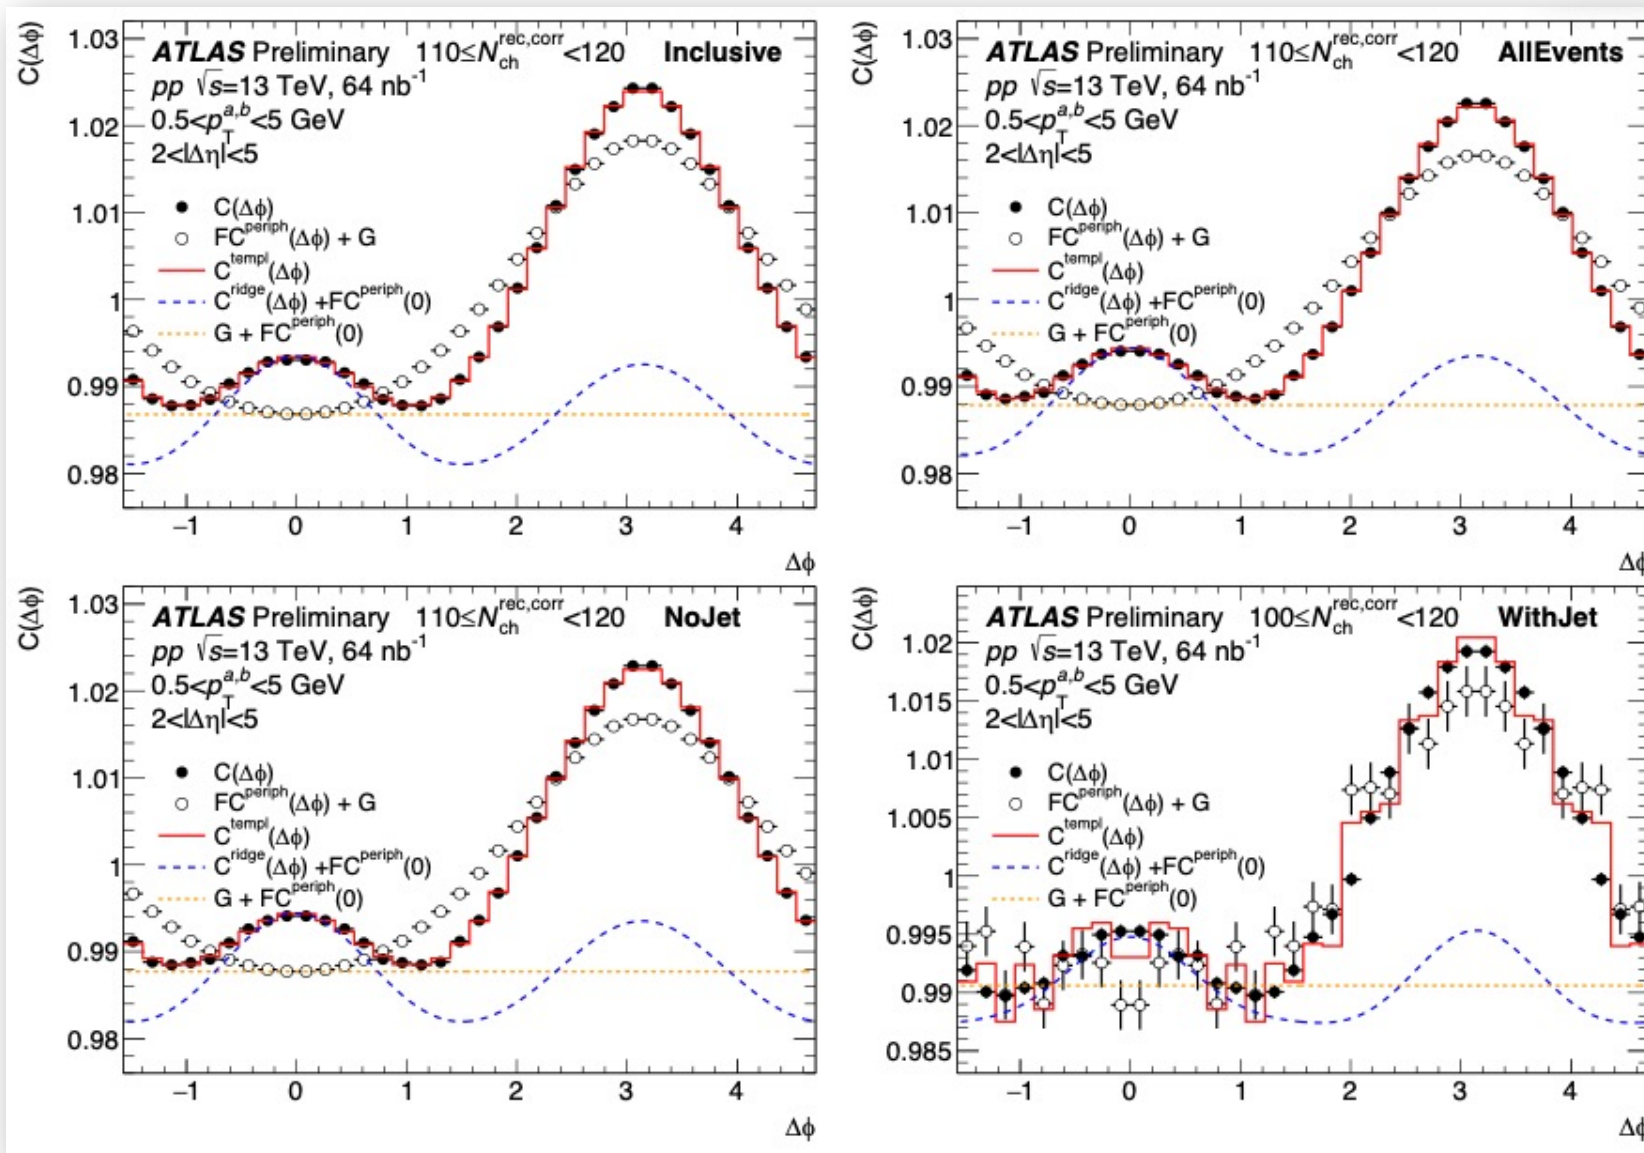 C(Δϕ)
1.03
1.02
1.01
1
0.99
0.98
ATLAS Preliminary 110≤N_ch^rec,corr<120 Inclusive
pp √s=13 TeV, 64 nb⁻¹
0.5<p_T^a,b<5 GeV
2<|Δη|<5
C(Δϕ)
FC^periph(Δϕ) + G
C^templ(Δϕ)
C^ridge(Δϕ) +FC^periph(0)
G + FC^periph(0)
−1 0 1 2 3 4
Δϕ
C(Δϕ)
1.03
1.02
1.01
1
0.99
0.98
ATLAS Preliminary 110≤N_ch^rec,corr<120 AllEvents
pp √s=13 TeV, 64 nb⁻¹
0.5<p_T^a,b<5 GeV
2<|Δη|<5
C(Δϕ)
FC^periph(Δϕ) + G
C^templ(Δϕ)
C^ridge(Δϕ) +FC^periph(0)
G + FC^periph(0)
−1 0 1 2 3 4
Δϕ
C(Δϕ)
1.03
1.02
1.01
1
0.99
0.98
ATLAS Preliminary 110≤N_ch^rec,corr<120 NoJet
pp √s=13 TeV, 64 nb⁻¹
0.5<p_T^a,b<5 GeV
2<|Δη|<5
C(Δϕ)
FC^periph(Δϕ) + G
C^templ(Δϕ)
C^ridge(Δϕ) +FC^periph(0)
G + FC^periph(0)
−1 0 1 2 3 4
Δϕ
C(Δϕ)
1.02
1.015
1.01
1.005
1
0.995
0.99
0.985
ATLAS Preliminary 100≤N_ch^rec,corr<120 WithJet
pp √s=13 TeV, 64 nb⁻¹
0.5<p_T^a,b<5 GeV
2<|Δη|<5
C(Δϕ)
FC^periph(Δϕ) + G
C^templ(Δϕ)
C^ridge(Δϕ) +FC^periph(0)
G + FC^periph(0)
−1 0 1 2 3 4
Δϕ